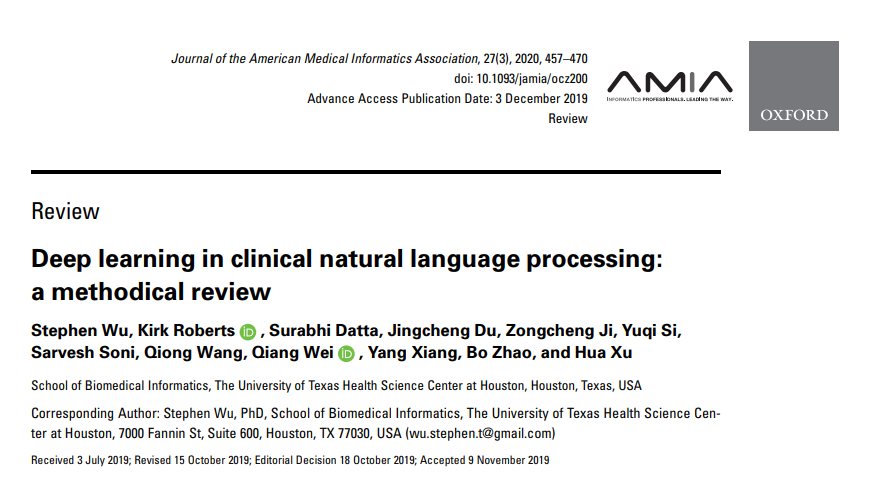 Journal of the American Medical Informatics Association, 27(3), 2020, 457–470
doi: 10.1093/jamia/ocz200
Advance Access Publication Date: 3 December 2019
Review
AMIA
INFORMATICS PROFESSIONALS. LEADING THE WAY.
OXFORD
Review
Deep learning in clinical natural language processing:
a methodical review
Stephen Wu, Kirk Roberts iD , Surabhi Datta, Jingcheng Du, Zongcheng Ji, Yuqi Si,
Sarvesh Soni, Qiong Wang, Qiang Wei iD , Yang Xiang, Bo Zhao, and Hua Xu
School of Biomedical Informatics, The University of Texas Health Science Center at Houston, Houston, Texas, USA
Corresponding Author: Stephen Wu, PhD, School of Biomedical Informatics, The University of Texas Health Science Cen-
ter at Houston, 7000 Fannin St, Suite 600, Houston, TX 77030, USA (wu.stephen.t@gmail.com)
Received 3 July 2019; Revised 15 October 2019; Editorial Decision 18 October 2019; Accepted 9 November 2019